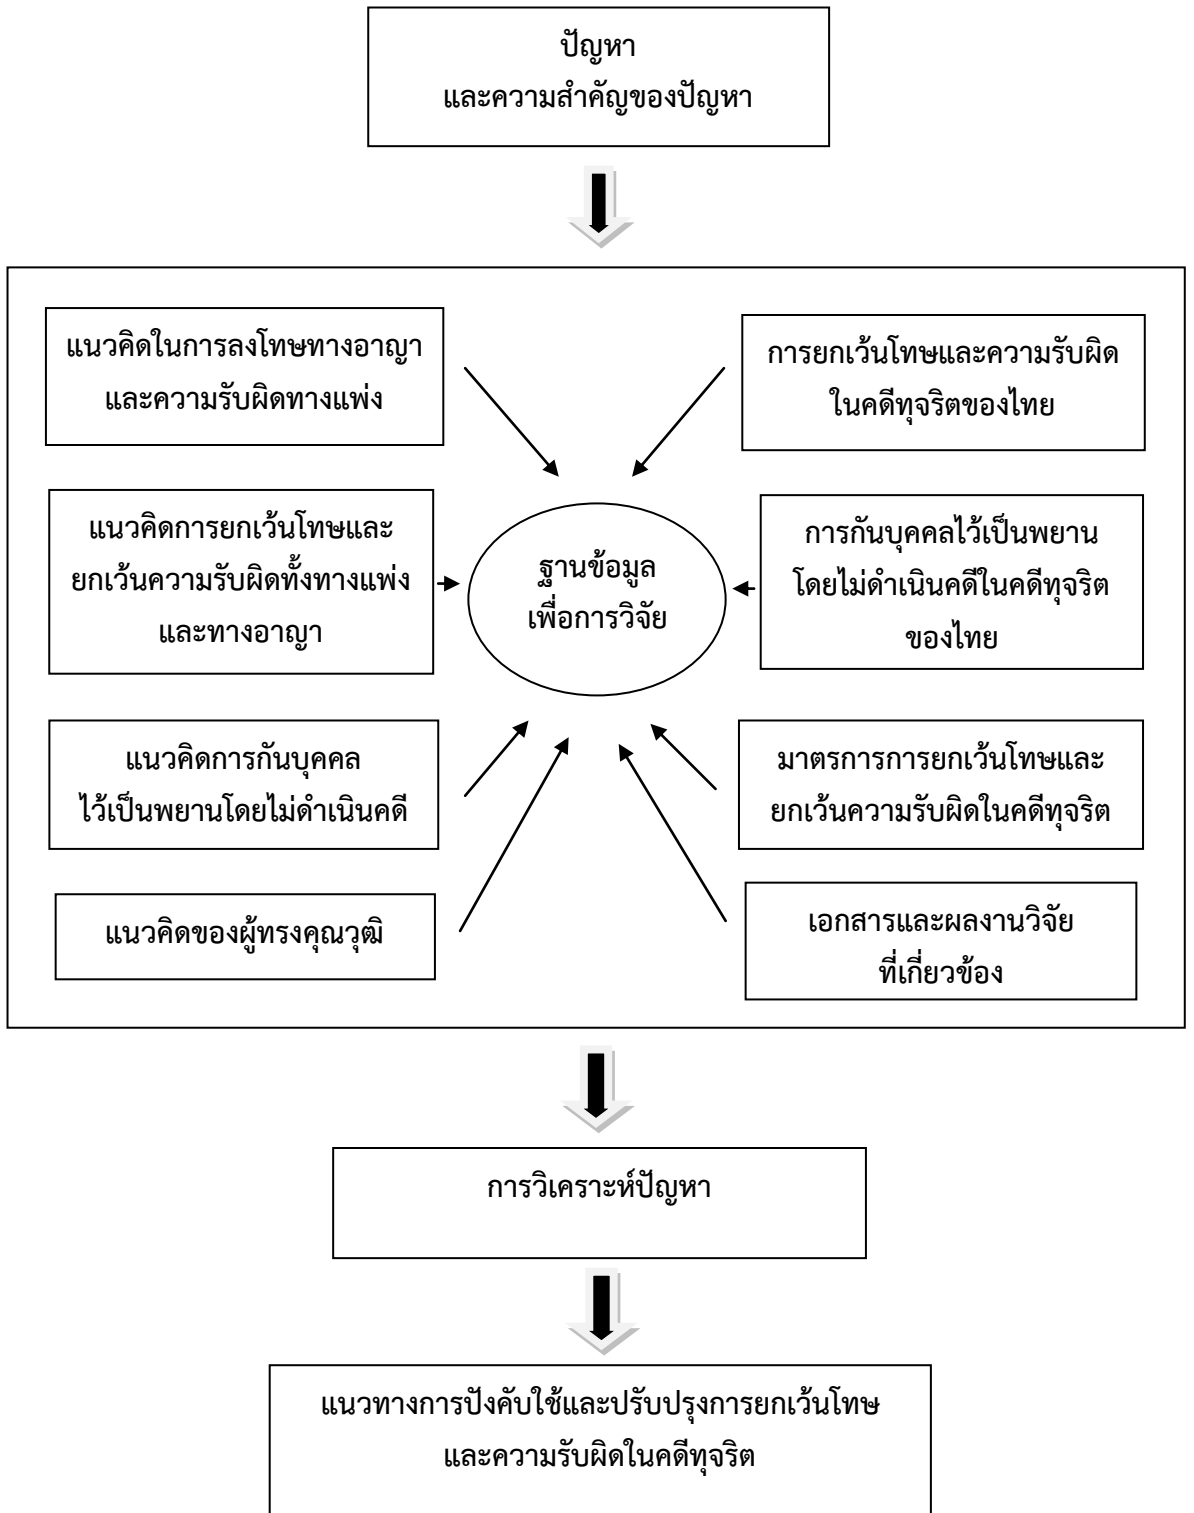 ปัญหา
และความสำคัญของปัญหา
แนวคิดในการลงโทษทางอาญา
และความรับผิดทางแพ่ง
การยกเว้นโทษและความรับผิด
ในคดีทุจริตของไทย
แนวคิดการยกเว้นโทษและ
ยกเว้นความรับผิดทั้งทางแพ่ง
และทางอาญา
ฐานข้อมูล
เพื่อการวิจัย
การกันบุคคลไว้เป็นพยาน
โดยไม่ดำเนินคดีในคดีทุจริต
ของไทย
แนวคิดการกันบุคคล
ไว้เป็นพยานโดยไม่ดำเนินคดี
มาตรการการยกเว้นโทษและ
ยกเว้นความรับผิดในคดีทุจริต
แนวคิดของผู้ทรงคุณวุฒิ
เอกสารและผลงานวิจัย
ที่เกี่ยวข้อง
การวิเคราะห์ปัญหา
แนวทางการปังคับใช้และปรับปรุงการยกเว้นโทษ
และความรับผิดในคดีทุจริต